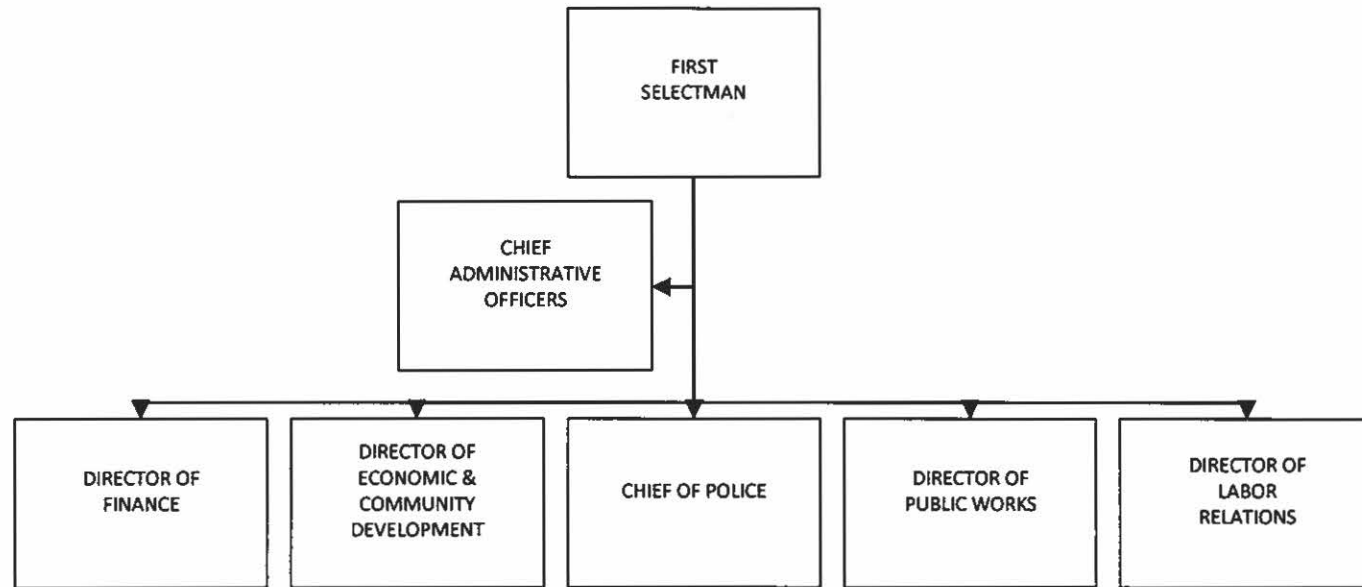 FIRST
SELECTMAN
CHIEF
ADMINISTRATIVE
OFFICERS
DIRECTOR OF
FINANCE
DIRECTOR OF
ECONOMIC &
COMMUNITY
DEVELOPMENT
CHIEF OF POLICE
DIRECTOR OF
PUBLIC WORKS
DIRECTOR OF
LABOR
RELATIONS